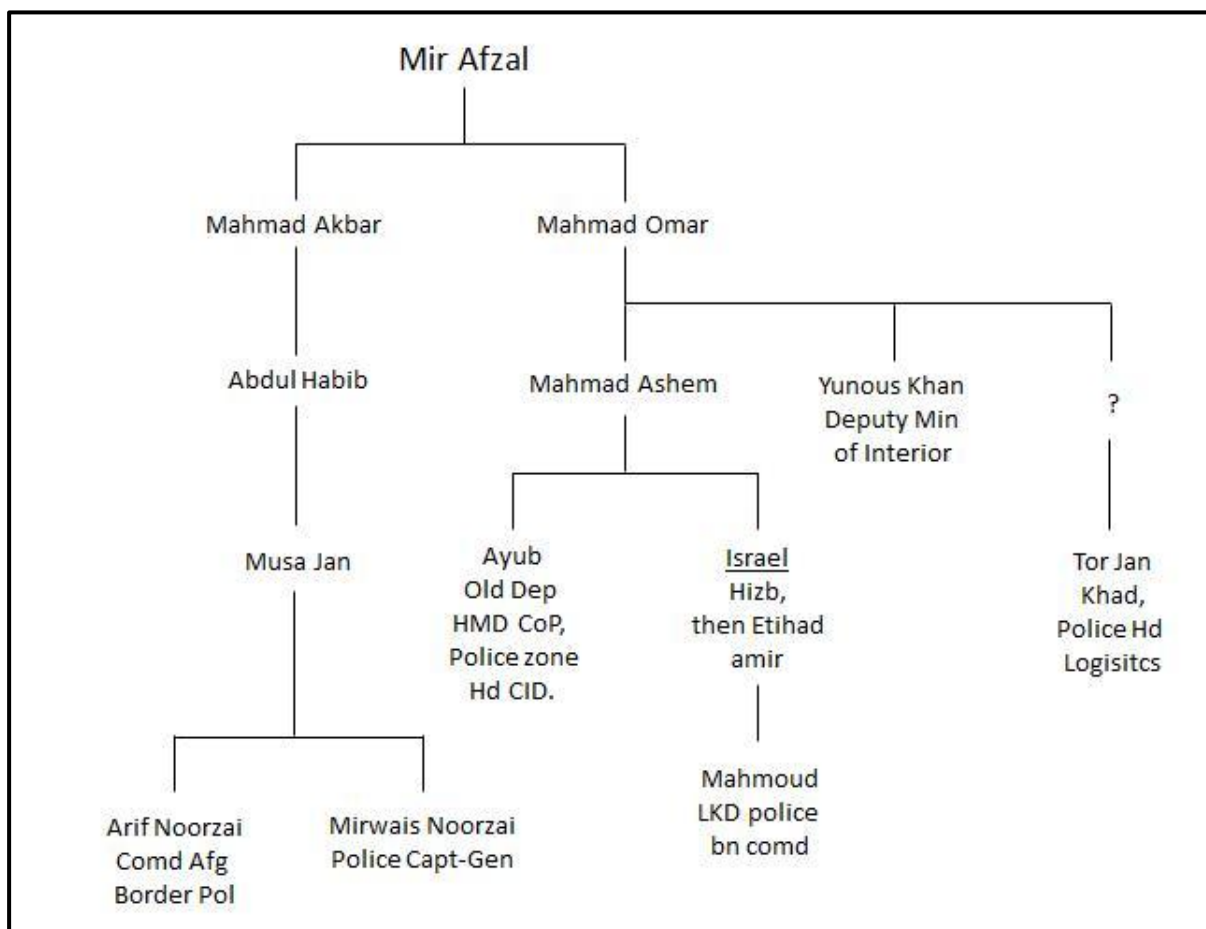 Mir Afzal
Mahmad Akbar
Mahmad Omar
Abdul Habib
Mahmad Ashem
Yunous Khan
Deputy Min
of Interior
?
Musa Jan
Ayub
Old Dep
HMD CoP,
Police zone
Hd CID.
Israel
Hizb,
then Etihad
amir
Tor Jan
Khad,
Police Hd
Logisitcs
Arif Noorzai
Comd Afg
Border Pol
Mirwais Noorzai
Police Capt-Gen
Mahmoud
LKD police
bn comd